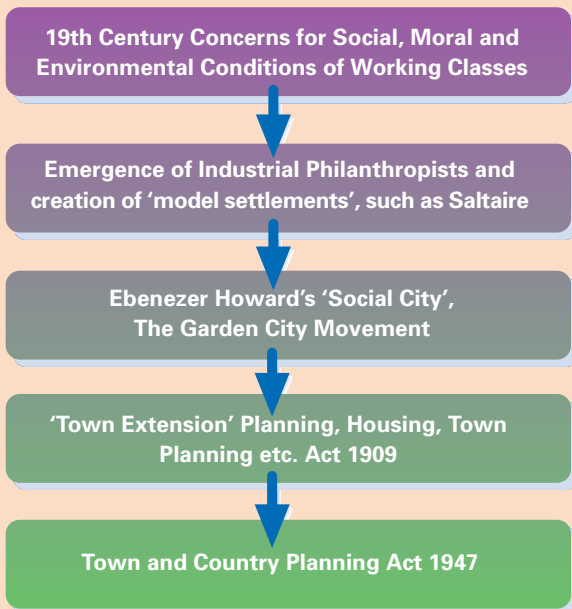 19th Century Concerns for Social, Moral and
Environmental Conditions of Working Classes
Emergence of Industrial Philanthropists and
creation of ‘model settlements’, such as Saltaire
Ebenezer Howard’s ‘Social City’,
The Garden City Movement
‘Town Extension’ Planning, Housing, Town
Planning etc. Act 1909
Town and Country Planning Act 1947